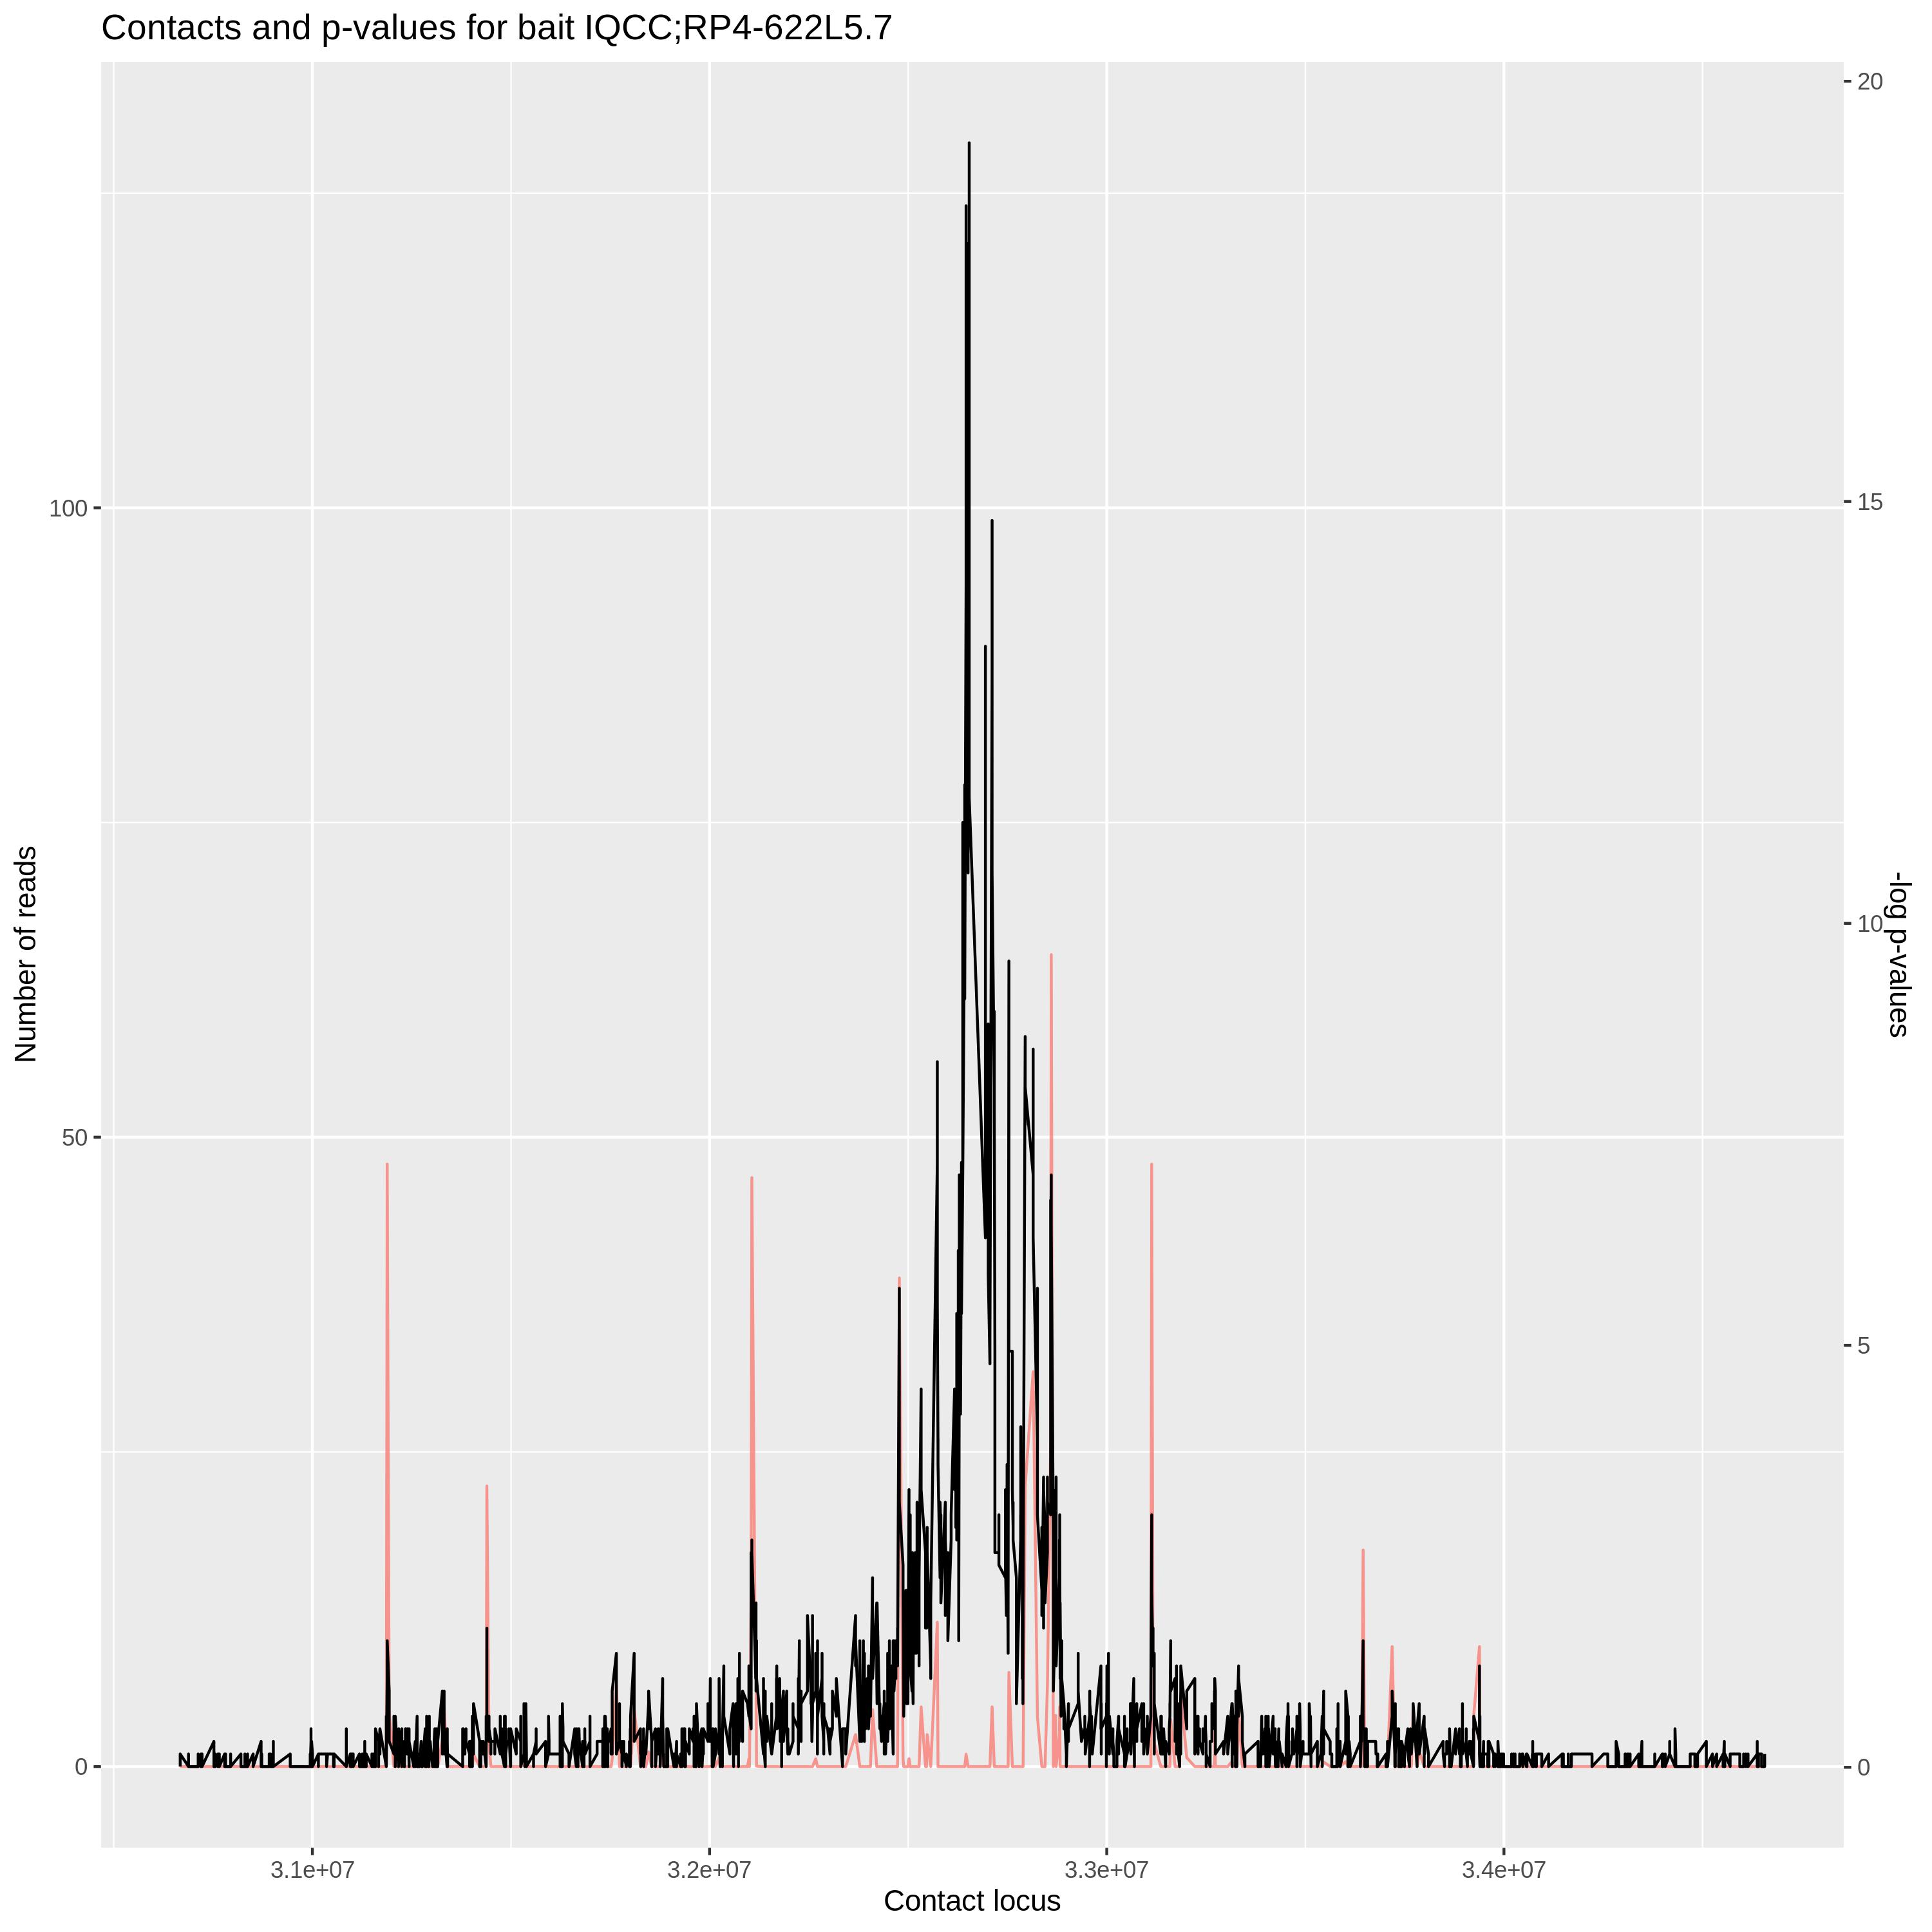 Contacts and p-values for bait IQCC;RP4-622L5.7
20
100
15
Number of reads
10
-log p-values
50
5
0
0
3.1e+07
3.2e+07
3.3e+07
3.4e+07
Contact locus